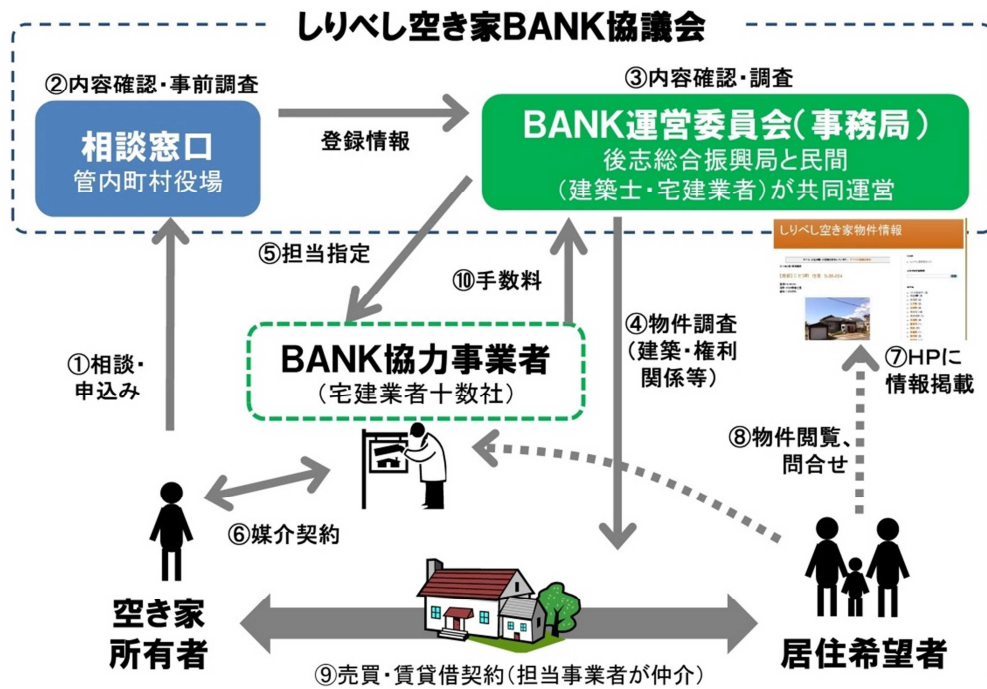 しりべし空き家BANK協議会
②内容確認・事前調査
相談窓口
管内町村役場
登録情報
③内容確認・調査
BANK運営委員会(事務局)
後志総合振興局と民間
(建築士・宅建業者)が共同運営
⑤担当指定
⑩手数料
しりべし空き家物件情報
①相談・
申込み
BANK協力事業者
(宅建業者十数社)
④物件調査
(建築・権利
関係等)
⑦HPに
情報掲載
⑧物件閲覧、
問合せ
⑥媒介契約
空き家
所有者
居住希望者
⑨売買・賃貸借契約(担当事業者が仲介)